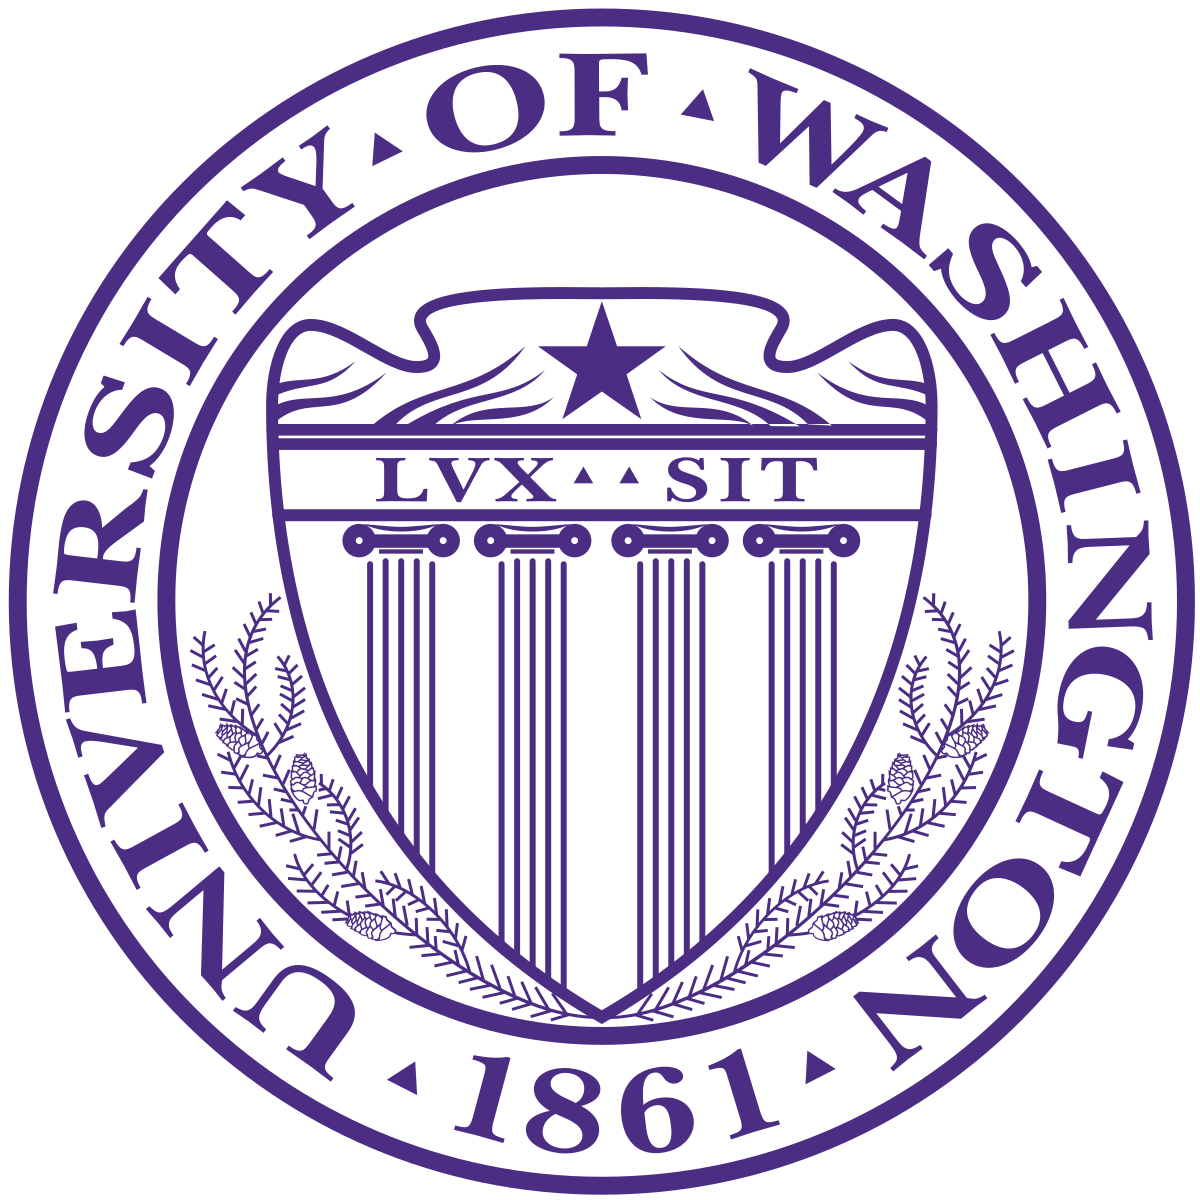 UNIVERSITY ▲ OF ▲ WASHINGTON
LVX ▲ ▲ SIT
▲ 1861 ▲